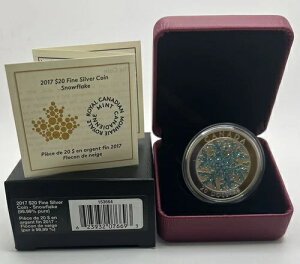 2017 $20 Fine Silver Coin
Snowflake
Pièce de 20 $ en argent fin 2017
Flocon de neige
ROYAL CANADIAN MINT
MONNAIE ROYALE CANADIENNE
CANADA
2017 $20 Fine Silver
Coin - Snowflake
(99.99% pure)
Pièce de 20 $ en
argent fin 2017 -
Flocon de neige
(pur à 99,99 %)